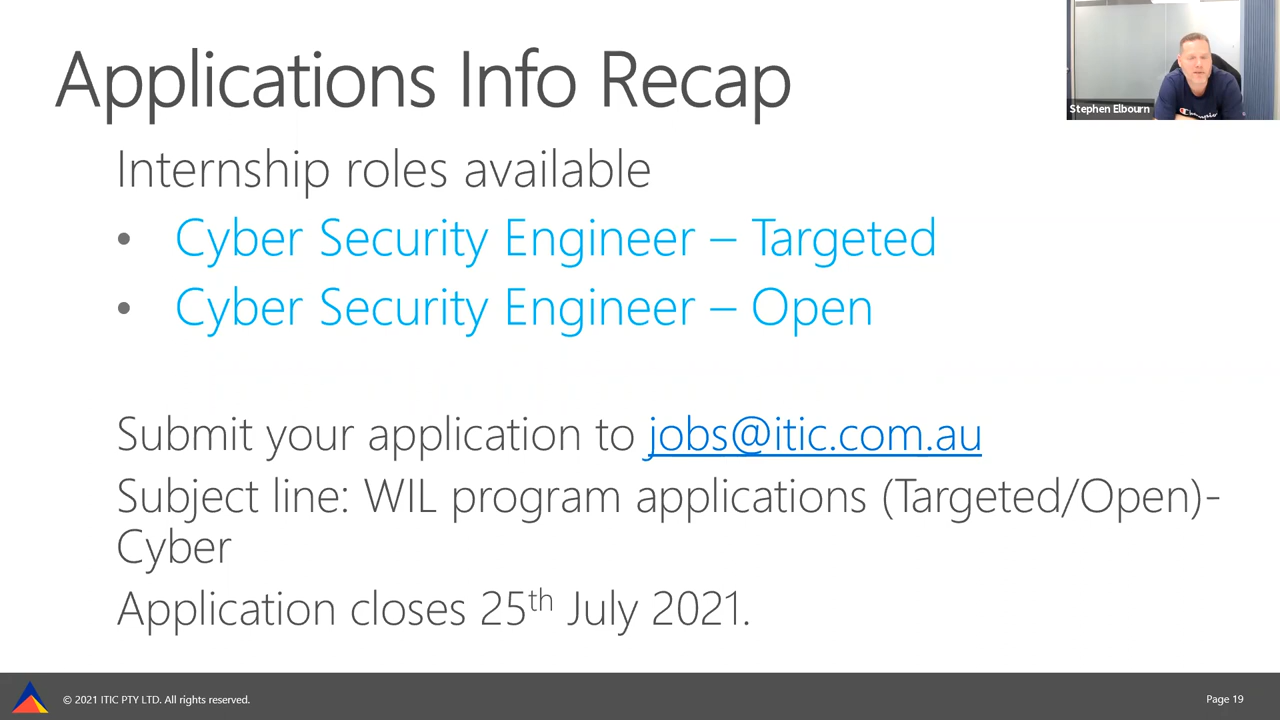 Applications Info Recap
Stephen Elbourn
Champion
Internship roles available
• Cyber Security Engineer – Targeted
• Cyber Security Engineer – Open
Submit your application to jobs@itic.com.au
Subject line: WIL program applications (Targeted/Open)-
Cyber
Application closes 25th July 2021.
© 2021 ITIC PTY LTD. All rights reserved.
Page 19